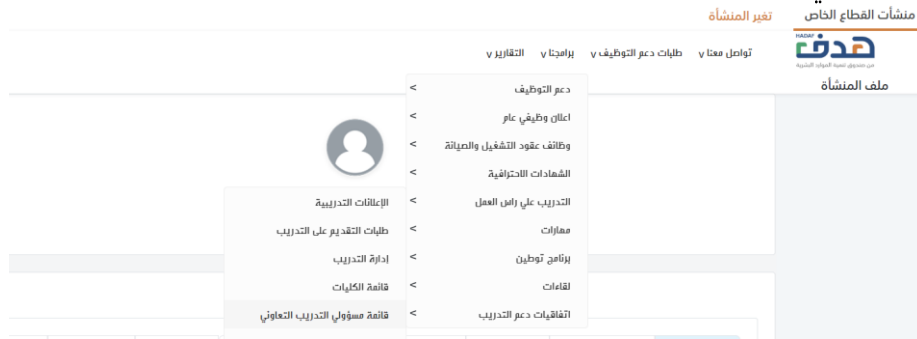 منشأت القطاع الخاص
تغير المنشأة
HADAF
هدف
من صندوق تنمية الموارد البشرية
تواصل معنا v
طلبات دعم التوظيف v
برامجنا v
التقارير v
ملف المنشأة
دعم التوظيف >
اعلان وظيفي عام >
وظائف عقود التشغيل والصيانة >
الشهادات الاحترافية >
التدريب علي راس العمل >
مهارات >
برنامج توطين >
لقاءات >
اتفاقيات دعم التدريب >
الإعلانات التدريبية
طلبات التقديم على التدريب
إدارة التدريب
قائمة الكليات
قائمة مسؤولي التدريب التعاوني